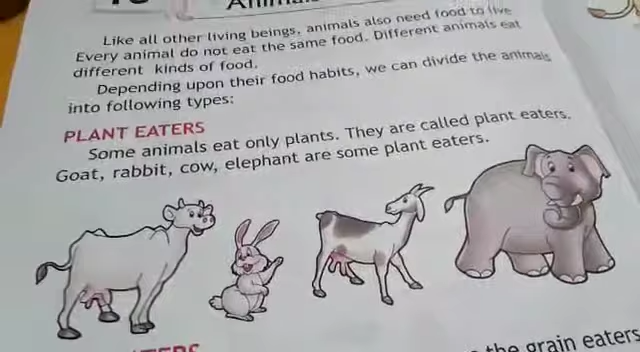 Like all other living beings, animals also need food to live
Every animal do not eat the same food. Different animals eat
different kinds of food.
Depending upon their food habits, we can divide the animals
into following types:
PLANT EATERS
Some animals eat only plants. They are called plant eaters.
Goat, rabbit, cow, elephant are some plant eaters.
the grain eaters